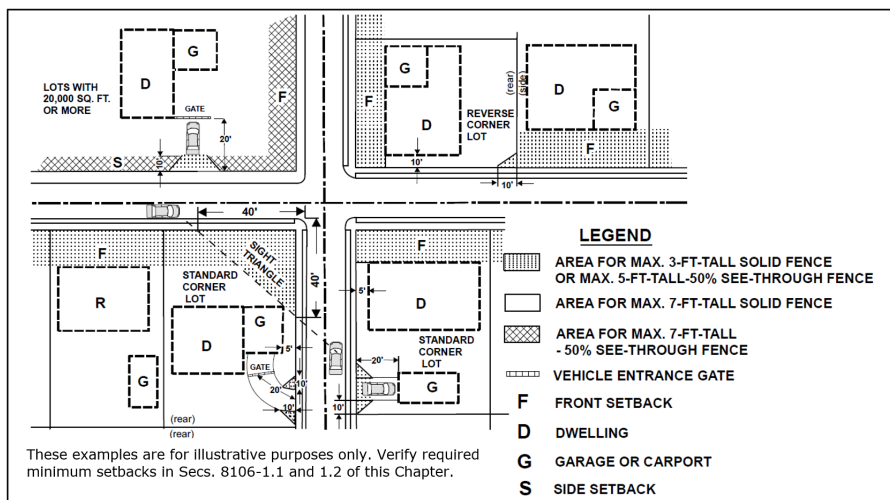 LOTS WITH
20,000 SQ. FT.
OR MORE
D
G
F
GATE
20'
10'
S
G
F
D
10'
REVERSE
CORNER
LOT
(rear)
(side)
D
G
F
10'
40'
40'
SIGHT
TRIANGLE
F
R
G
STANDARD
CORNER
LOT
G
D
5'
GATE
20'
10'
10'
(rear)
(rear)
F
5'
D
STANDARD
CORNER
LOT
20'
G
10'
LEGEND
AREA FOR MAX. 3-FT-TALL SOLID FENCE
OR MAX. 5-FT-TALL-50% SEE-THROUGH FENCE
AREA FOR MAX. 7-FT-TALL SOLID FENCE
AREA FOR MAX. 7-FT-TALL
- 50% SEE-THROUGH FENCE
VEHICLE ENTRANCE GATE
F FRONT SETBACK
D DWELLING
G GARAGE OR CARPORT
S SIDE SETBACK
These examples are for illustrative purposes only. Verify required
minimum setbacks in Secs. 8106-1.1 and 1.2 of this Chapter.